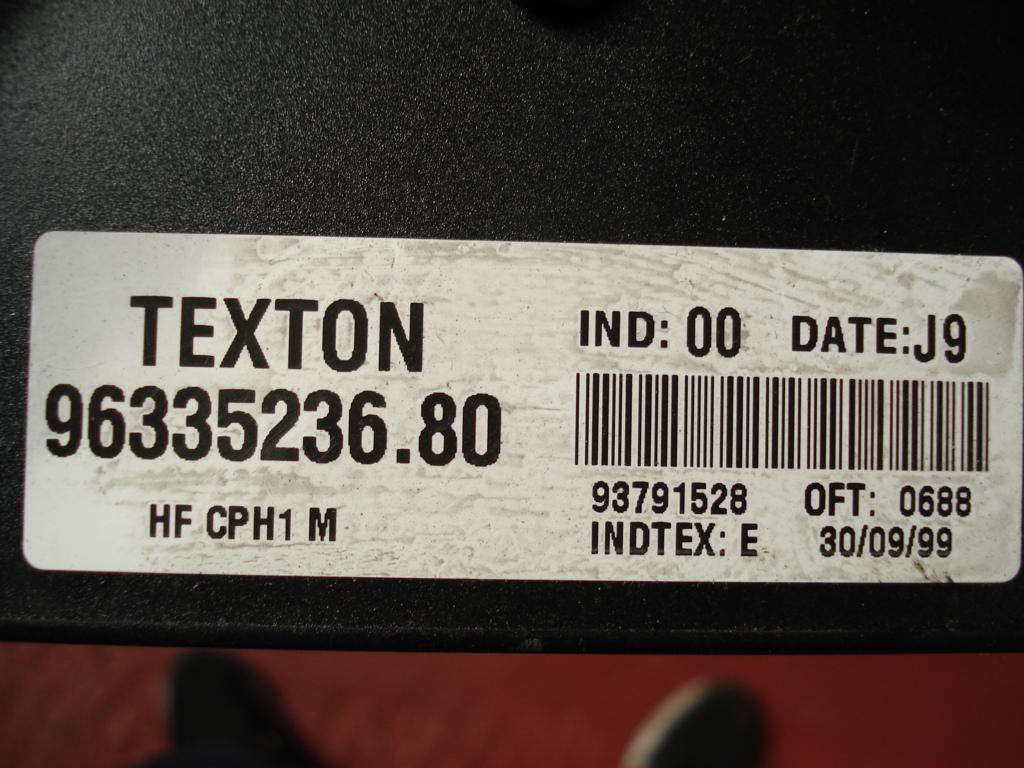 TEXTON
96335236.80
HF CPH1 M
IND: 00 DATE:J9
93791528 OFT: 0688
INDTEX: E 30/09/99